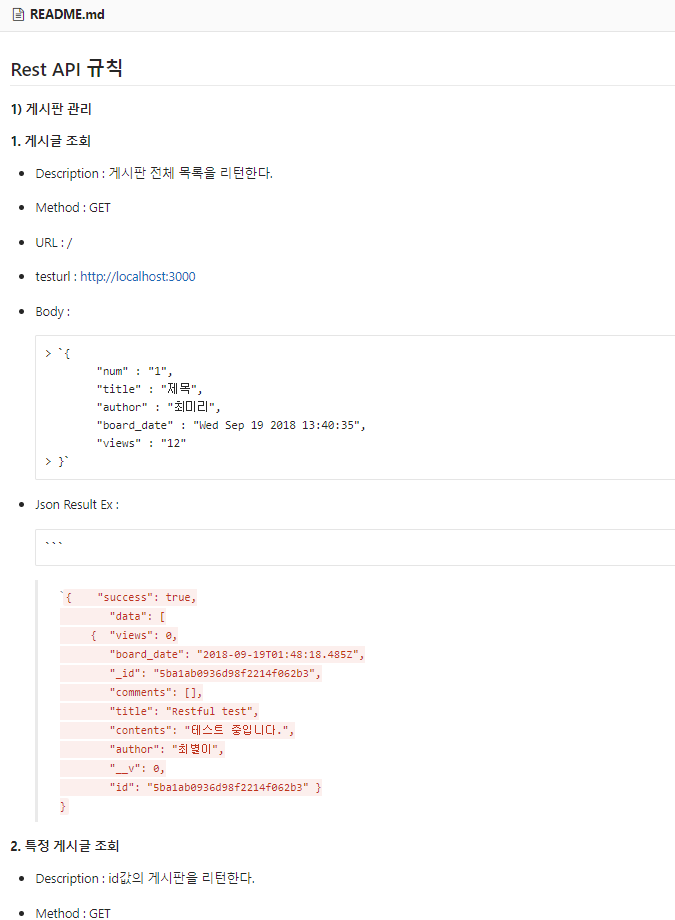 README.md
Rest API 규칙
1) 게시판 관리
1. 게시글 조회
Description : 게시판 전체 목록을 리턴한다.
Method : GET
URL : /
testurl : http://localhost:3000
Body :
> `{
"num" : "1",
"title" : "제목",
"author" : "최미리",
"board_date" : "Wed Sep 19 2018 13:40:35",
"views" : "12"
> }`
Json Result Ex :
```
`{    "success": true,
"data": [
{  "views": 0,
"board_date": "2018-09-19T01:48:18.485Z",
"_id": "5ba1ab0936d98f2214f062b3",
"comments": [],
"title": "Restful test",
"contents": "테스트 중입니다.",
"author": "최별이",
"__v": 0,
"id": "5ba1ab0936d98f2214f062b3" }
}
2. 특정 게시글 조회
Description : id값의 게시판을 리턴한다.
Method : GET